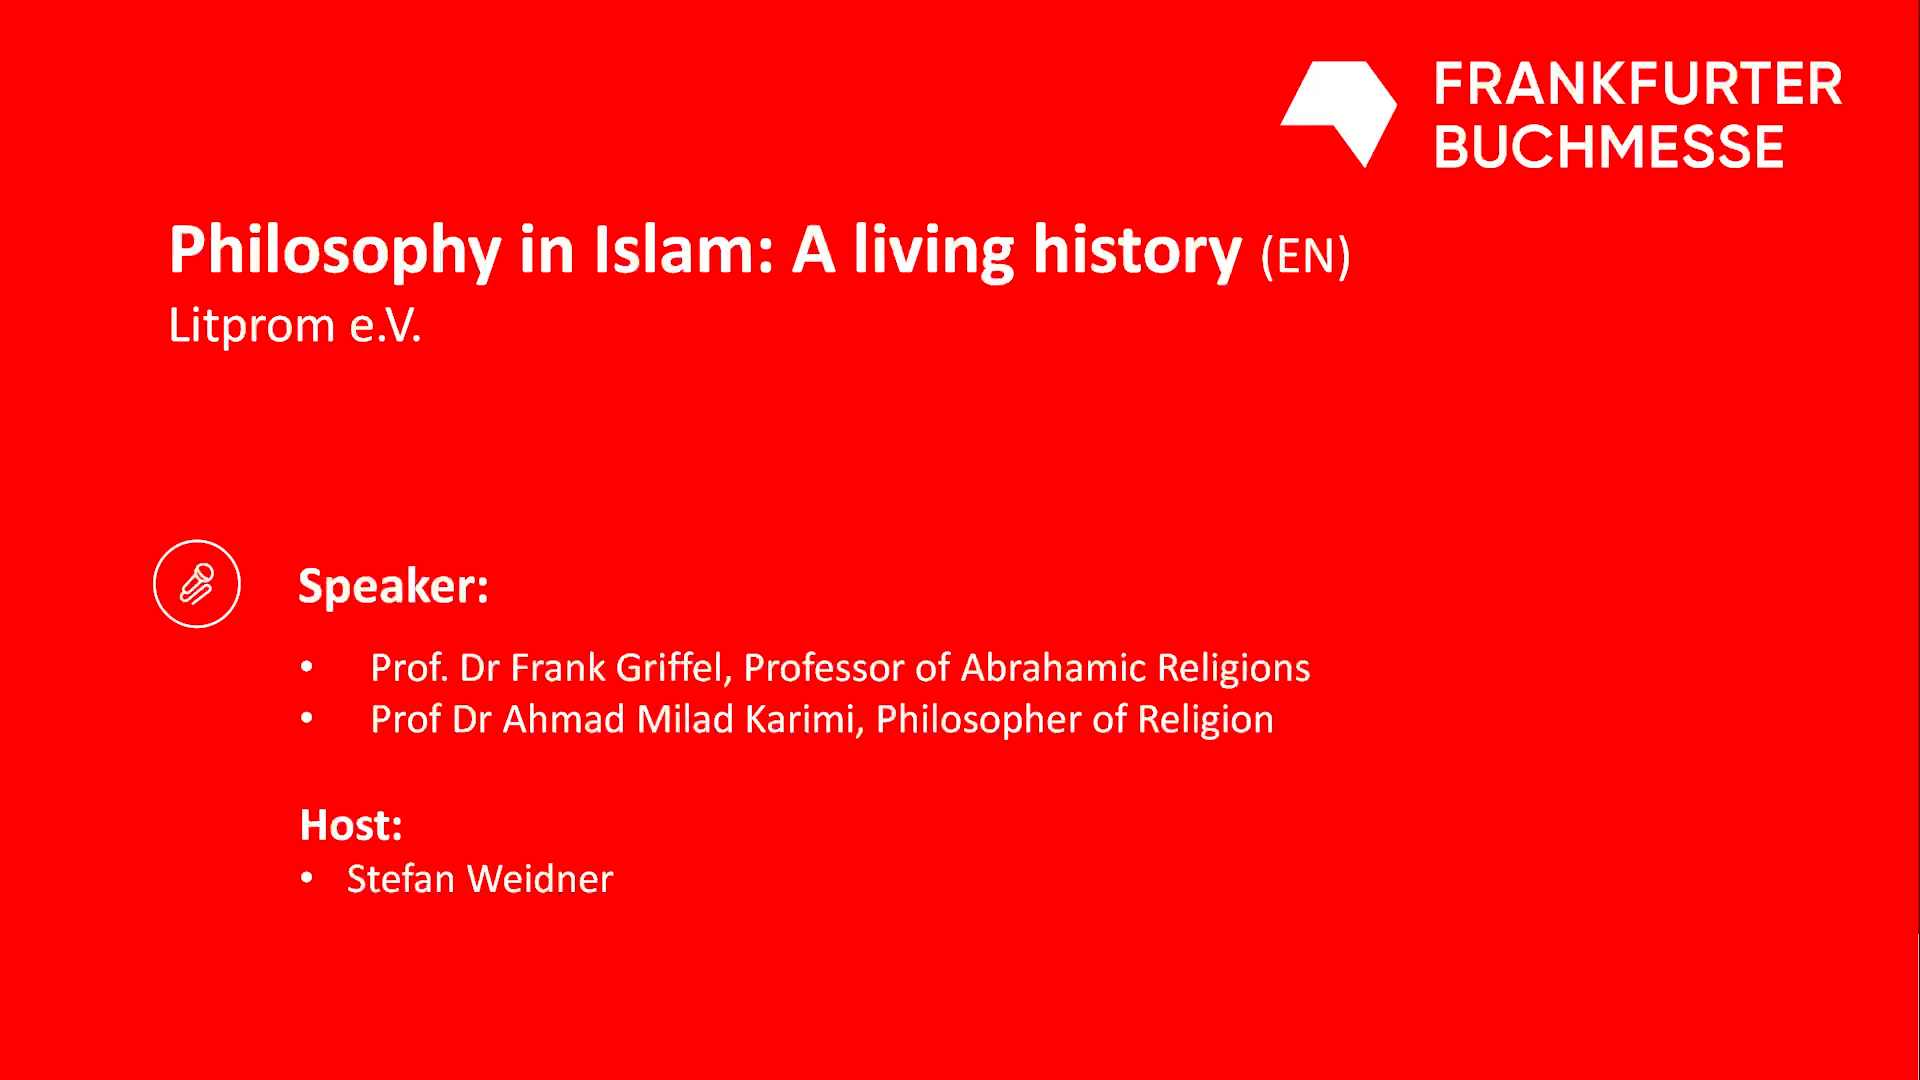 FRANKFURTER
BUCHMESSE
Philosophy in Islam: A living history (EN)
Litprom e.V.
Speaker:
• Prof. Dr Frank Griffel, Professor of Abrahamic Religions
• Prof Dr Ahmad Milad Karimi, Philosopher of Religion
Host:
• Stefan Weidner